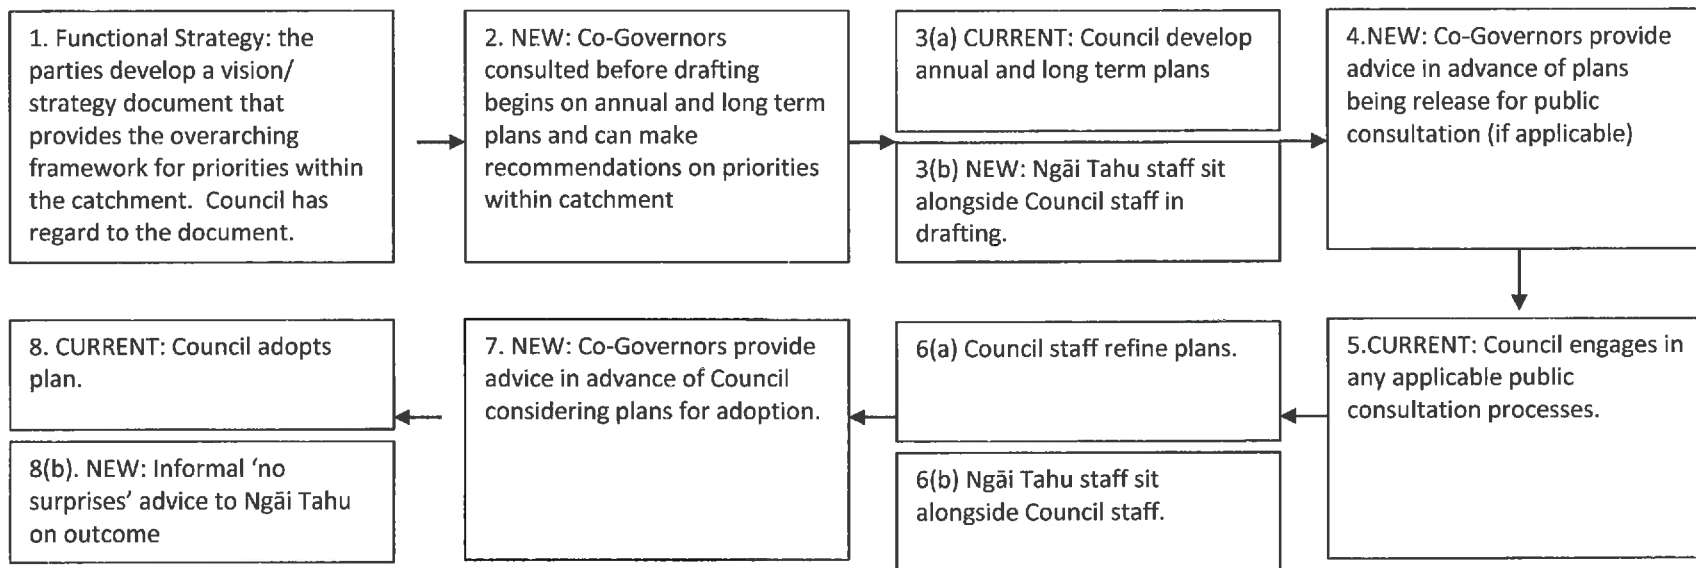 1. Functional Strategy: the
parties develop a vision/
strategy document that
provides the overarching
framework for priorities within
the catchment.  Council has
regard to the document.
2. NEW: Co-Governors
consulted before drafting
begins on annual and long term
plans and can make
recommendations on priorities
within catchment
3(a) CURRENT: Council develop
annual and long term plans
3(b) NEW: Ngāi Tahu staff sit
alongside Council staff in
drafting.
4.NEW: Co-Governors provide
advice in advance of plans
being release for public
consultation (if applicable)
5.CURRENT: Council engages in
any applicable public
consultation processes.
6(a) Council staff refine plans.
6(b) Ngāi Tahu staff sit
alongside Council staff.
7. NEW: Co-Governors provide
advice in advance of Council
considering plans for adoption.
8. CURRENT: Council adopts
plan.
8(b). NEW: Informal ‘no
surprises’ advice to Ngāi Tahu
on outcome